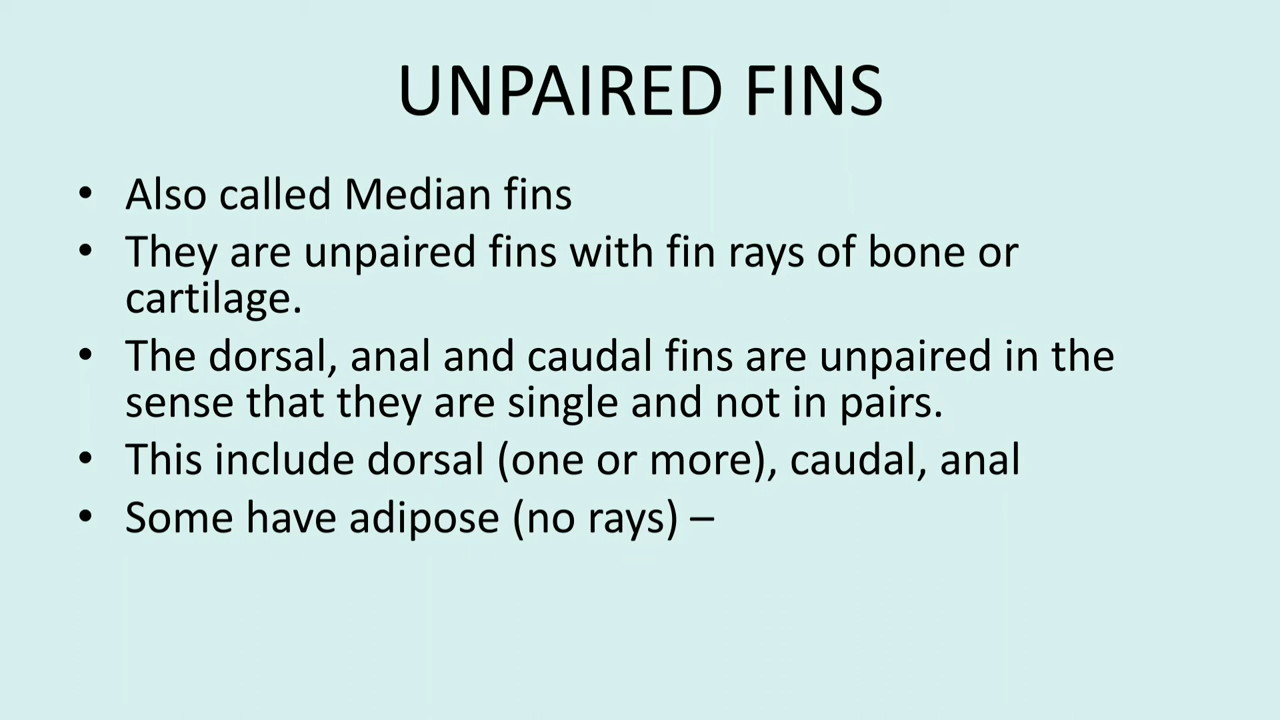 UNPAIRED FINS
• Also called Median fins
• They are unpaired fins with fin rays of bone or
cartilage.
• The dorsal, anal and caudal fins are unpaired in the
sense that they are single and not in pairs.
• This include dorsal (one or more), caudal, anal
• Some have adipose (no rays) –